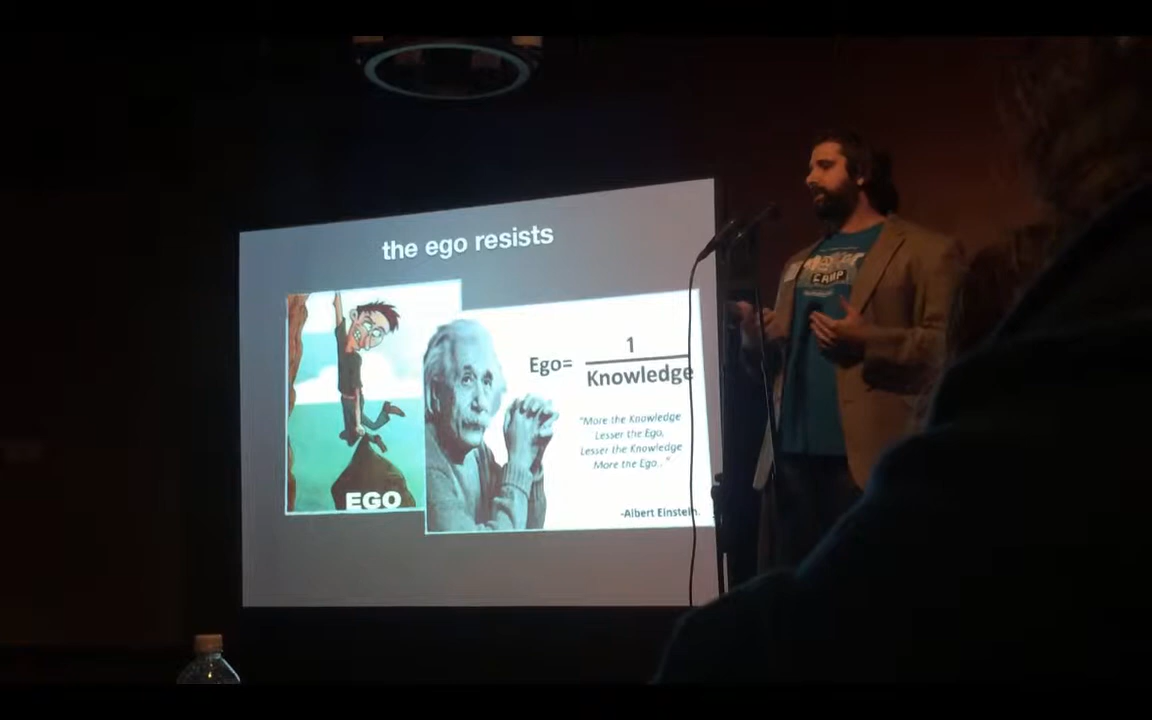 the ego resists
EGO
Ego=
1
Knowledge
"More the Knowledge
Lesser the Ego,
Lesser the Knowledge
More the Ego.."
-Albert Einstein.
CAMP